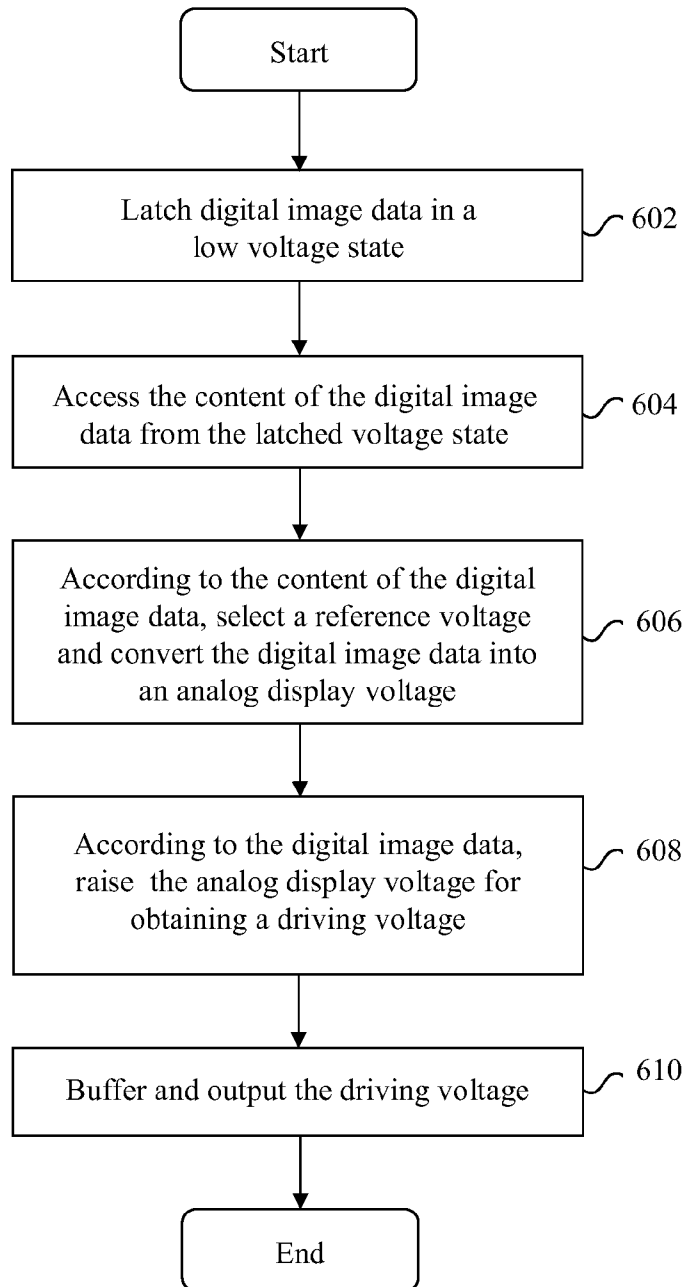 Start
Latch digital image data in a
low voltage state
602
Access the content of the digital image
data from the latched voltage state
604
According to the content of the digital
image data, select a reference voltage
and convert the digital image data into
an analog display voltage
606
According to the digital image data,
raise the analog display voltage for
obtaining a driving voltage
608
Buffer and output the driving voltage
610
End